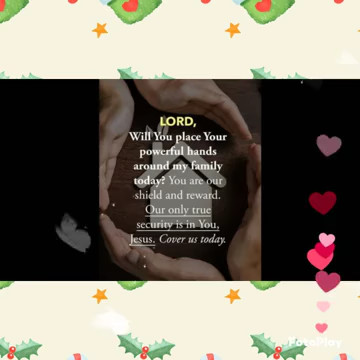 LORD,
Will You place Your
powerful hands
around my family
today? You are our
shield and reward.
Our only true
security is in You,
Jesus. Cover us today.
FotoPlay